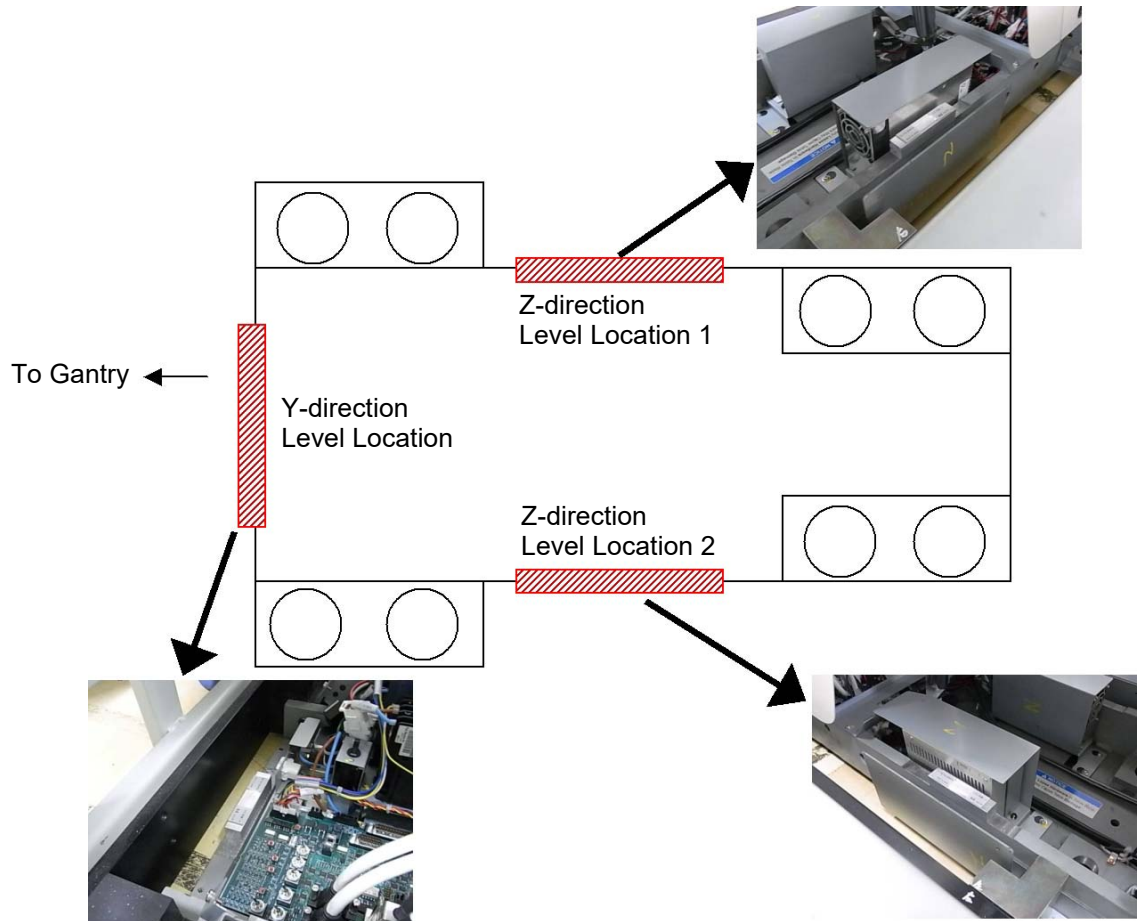 Z-direction
Level Location 1
To Gantry
Y-direction
Level Location
Z-direction
Level Location 2